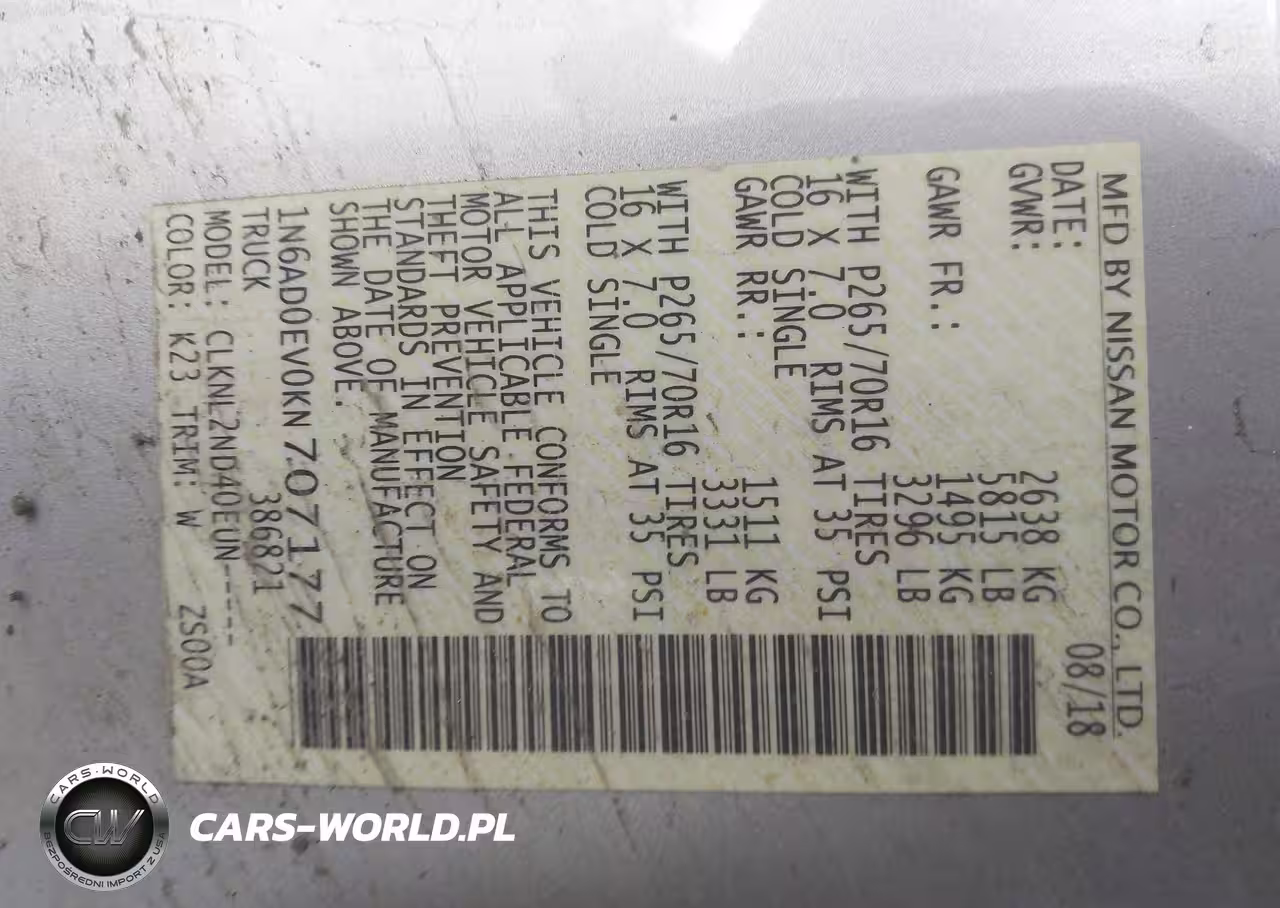 MFD BY NISSAN MOTOR CO., LTD.
DATE: 08/18
GVWR: 2638 KG
5815 LB
GAWR FR.: 1495 KG
3296 LB
WITH P265/70R16 TIRES
16 X 7.0 RIMS AT 35 PSI
COLD SINGLE
GAWR RR.: 1511 KG
3331 LB
WITH P265/70R16 TIRES
16 X 7.0 RIMS AT 35 PSI
COLD SINGLE
THIS VEHICLE CONFORMS TO
ALL APPLICABLE FEDERAL
MOTOR VEHICLE SAFETY AND
THEFT PREVENTION
STANDARDS IN EFFECT ON
THE DATE OF MANUFACTURE
SHOWN ABOVE.
1N6AD0EV0KN707177
TRUCK 386821
MODEL: CLKNL2ND40EUN-----
COLOR: K23 TRIM: W ZS00A
CARS-WORLD
CW
BEZPOŚREDNI IMPORT Z USA
CARS-WORLD.PL